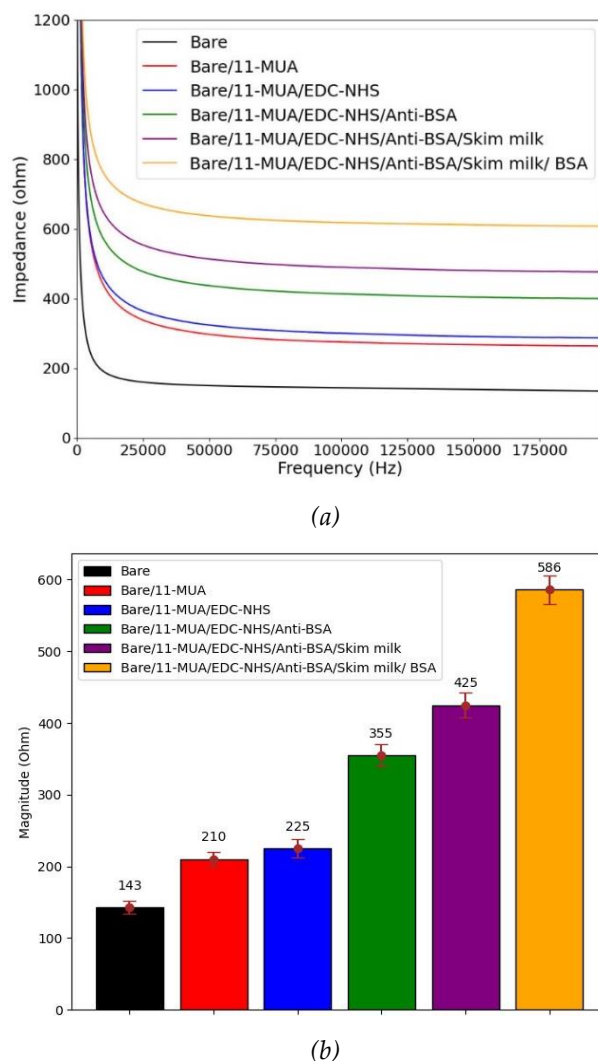 1200
1000
800
600
400
200
0
Impedance (ohm)
Bare
Bare/11-MUA
Bare/11-MUA/EDC-NHS
Bare/11-MUA/EDC-NHS/Anti-BSA
Bare/11-MUA/EDC-NHS/Anti-BSA/Skim milk
Bare/11-MUA/EDC-NHS/Anti-BSA/Skim milk/ BSA
0 25000 50000 75000 100000 125000 150000 175000
Frequency (Hz)
(a)
600
500
400
300
200
100
0
Magnitude (Ohm)
Bare
Bare/11-MUA
Bare/11-MUA/EDC-NHS
Bare/11-MUA/EDC-NHS/Anti-BSA
Bare/11-MUA/EDC-NHS/Anti-BSA/Skim milk
Bare/11-MUA/EDC-NHS/Anti-BSA/Skim milk/ BSA
143
210
225
355
425
586
(b)